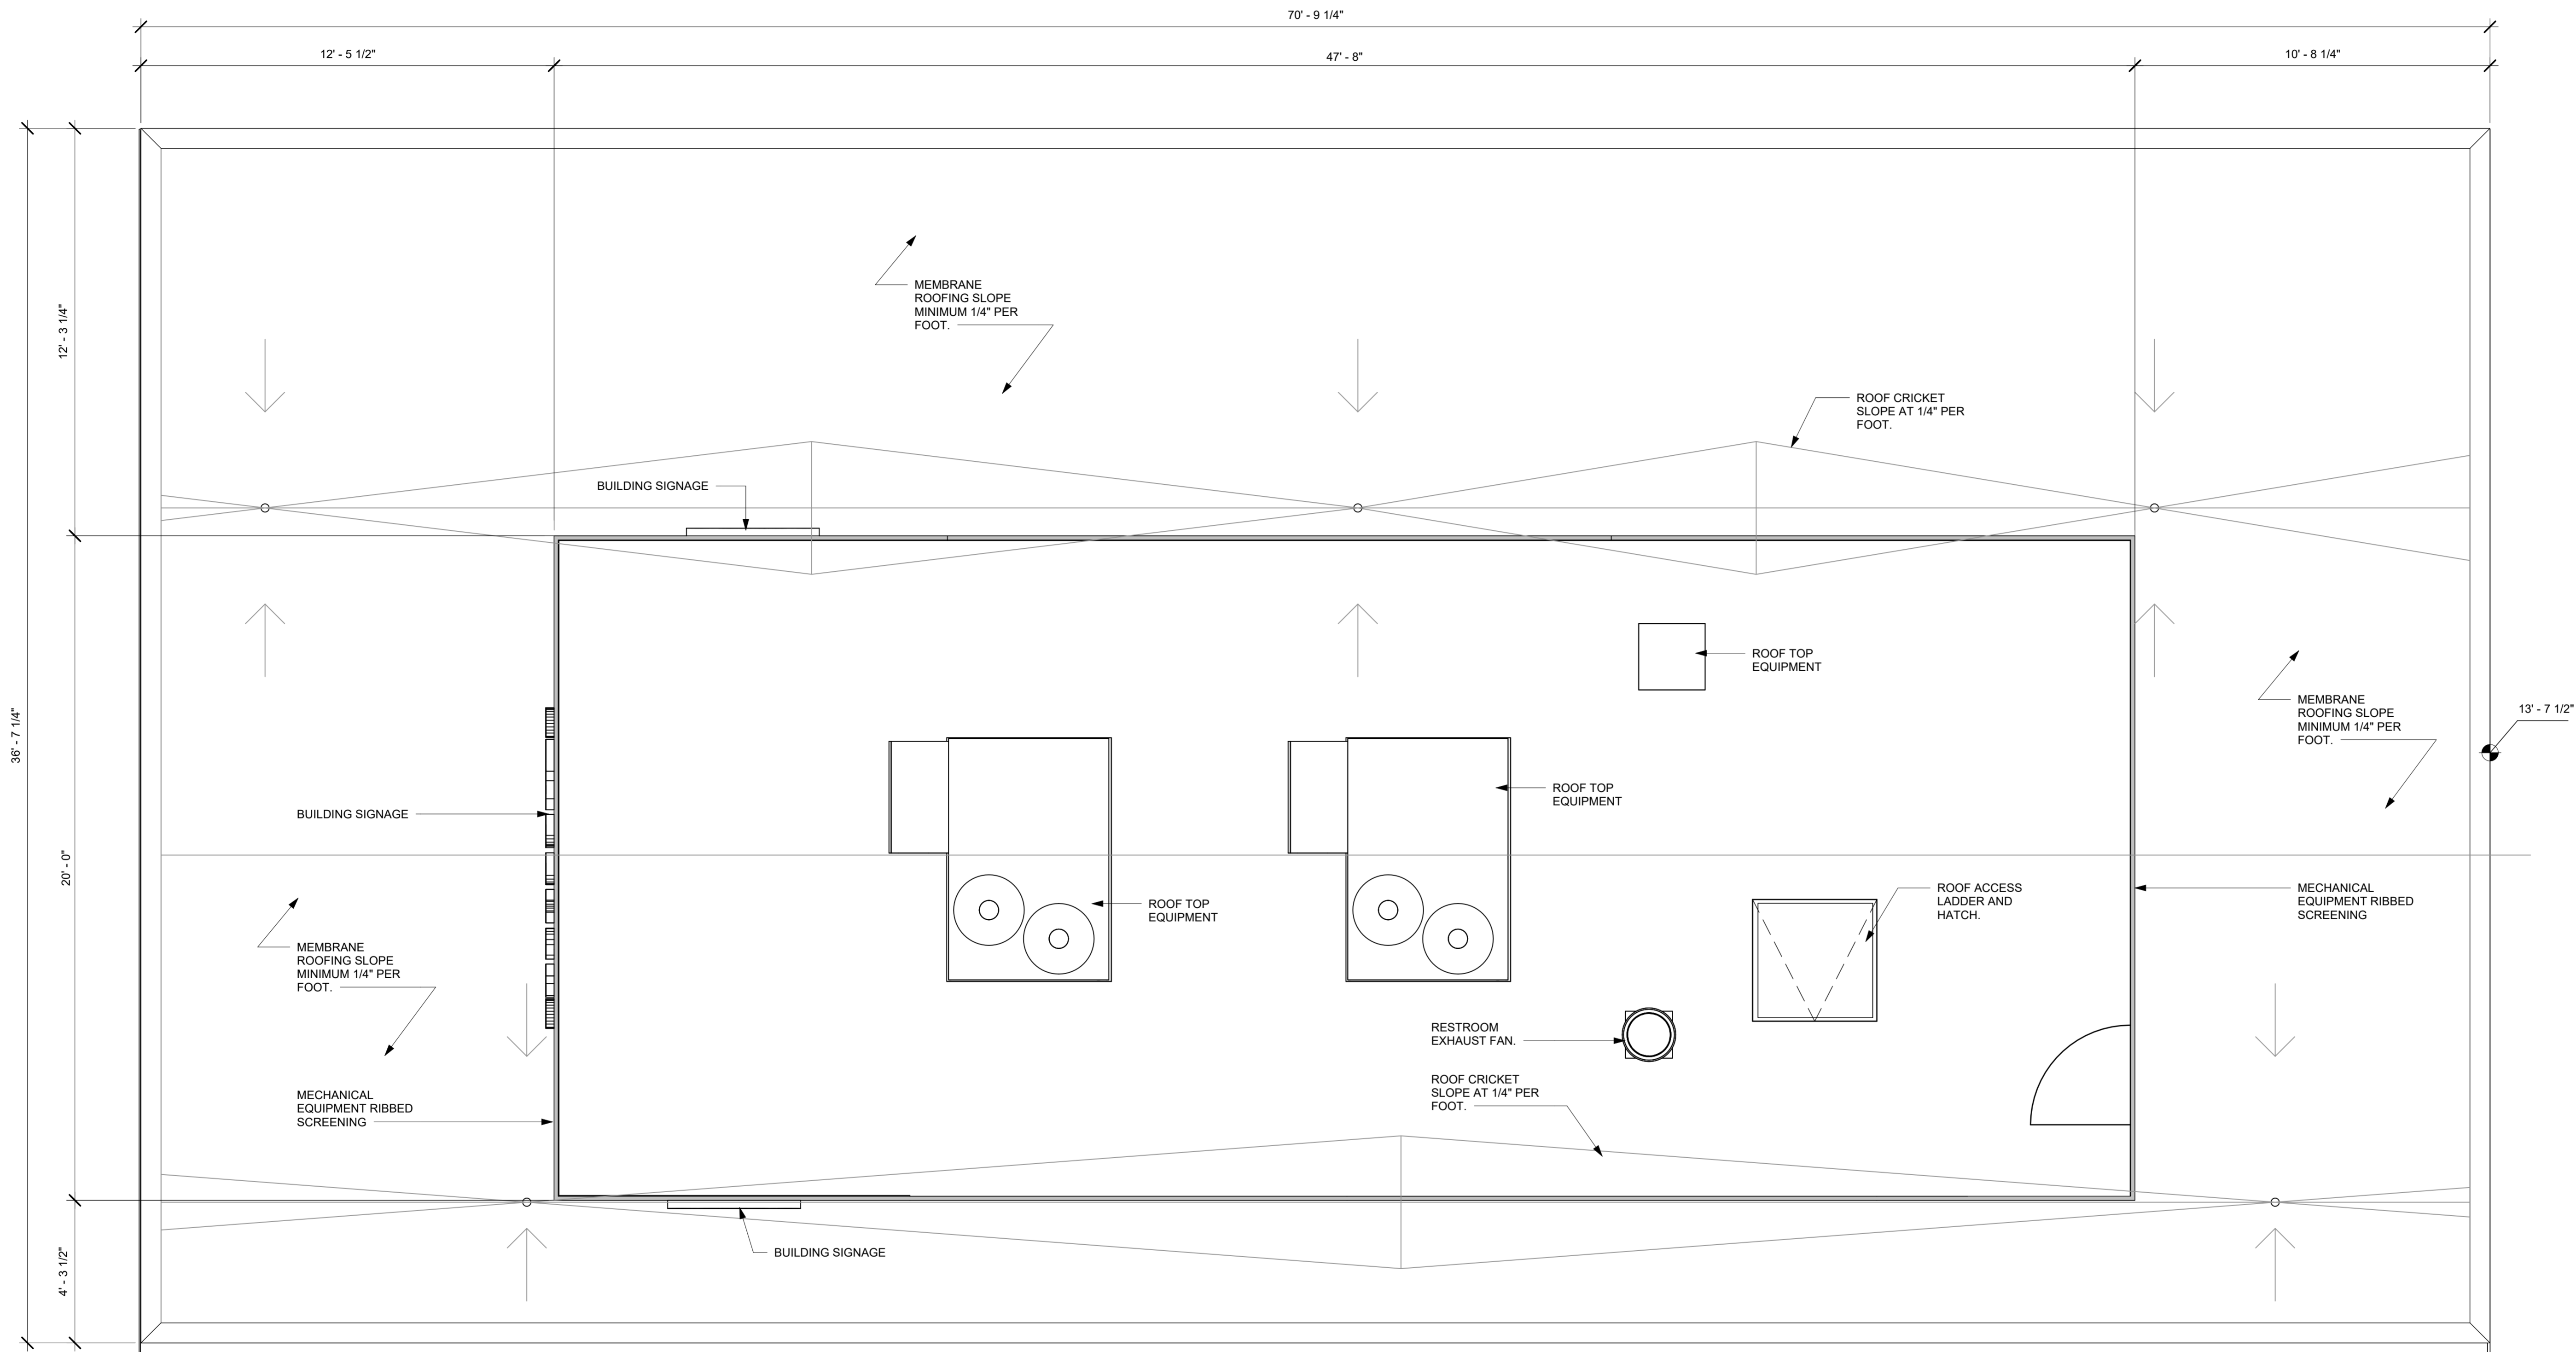 70' - 9 1/4"
12' - 5 1/2"
47' - 8"
10' - 8 1/4"
36' - 7 1/4"
12' - 3 1/4"
20' - 0"
4' - 3 1/2"
MEMBRANE
ROOFING SLOPE
MINIMUM 1/4" PER
FOOT.
ROOF CRICKET
SLOPE AT 1/4" PER
FOOT.
BUILDING SIGNAGE
ROOF TOP
EQUIPMENT
MEMBRANE
ROOFING SLOPE
MINIMUM 1/4" PER
FOOT.
13' - 7 1/2"
BUILDING SIGNAGE
ROOF TOP
EQUIPMENT
ROOF TOP
EQUIPMENT
ROOF ACCESS
LADDER AND
HATCH.
MECHANICAL
EQUIPMENT RIBBED
SCREENING
MEMBRANE
ROOFING SLOPE
MINIMUM 1/4" PER
FOOT.
RESTROOM
EXHAUST FAN.
ROOF CRICKET
SLOPE AT 1/4" PER
FOOT.
MECHANICAL
EQUIPMENT RIBBED
SCREENING
BUILDING SIGNAGE